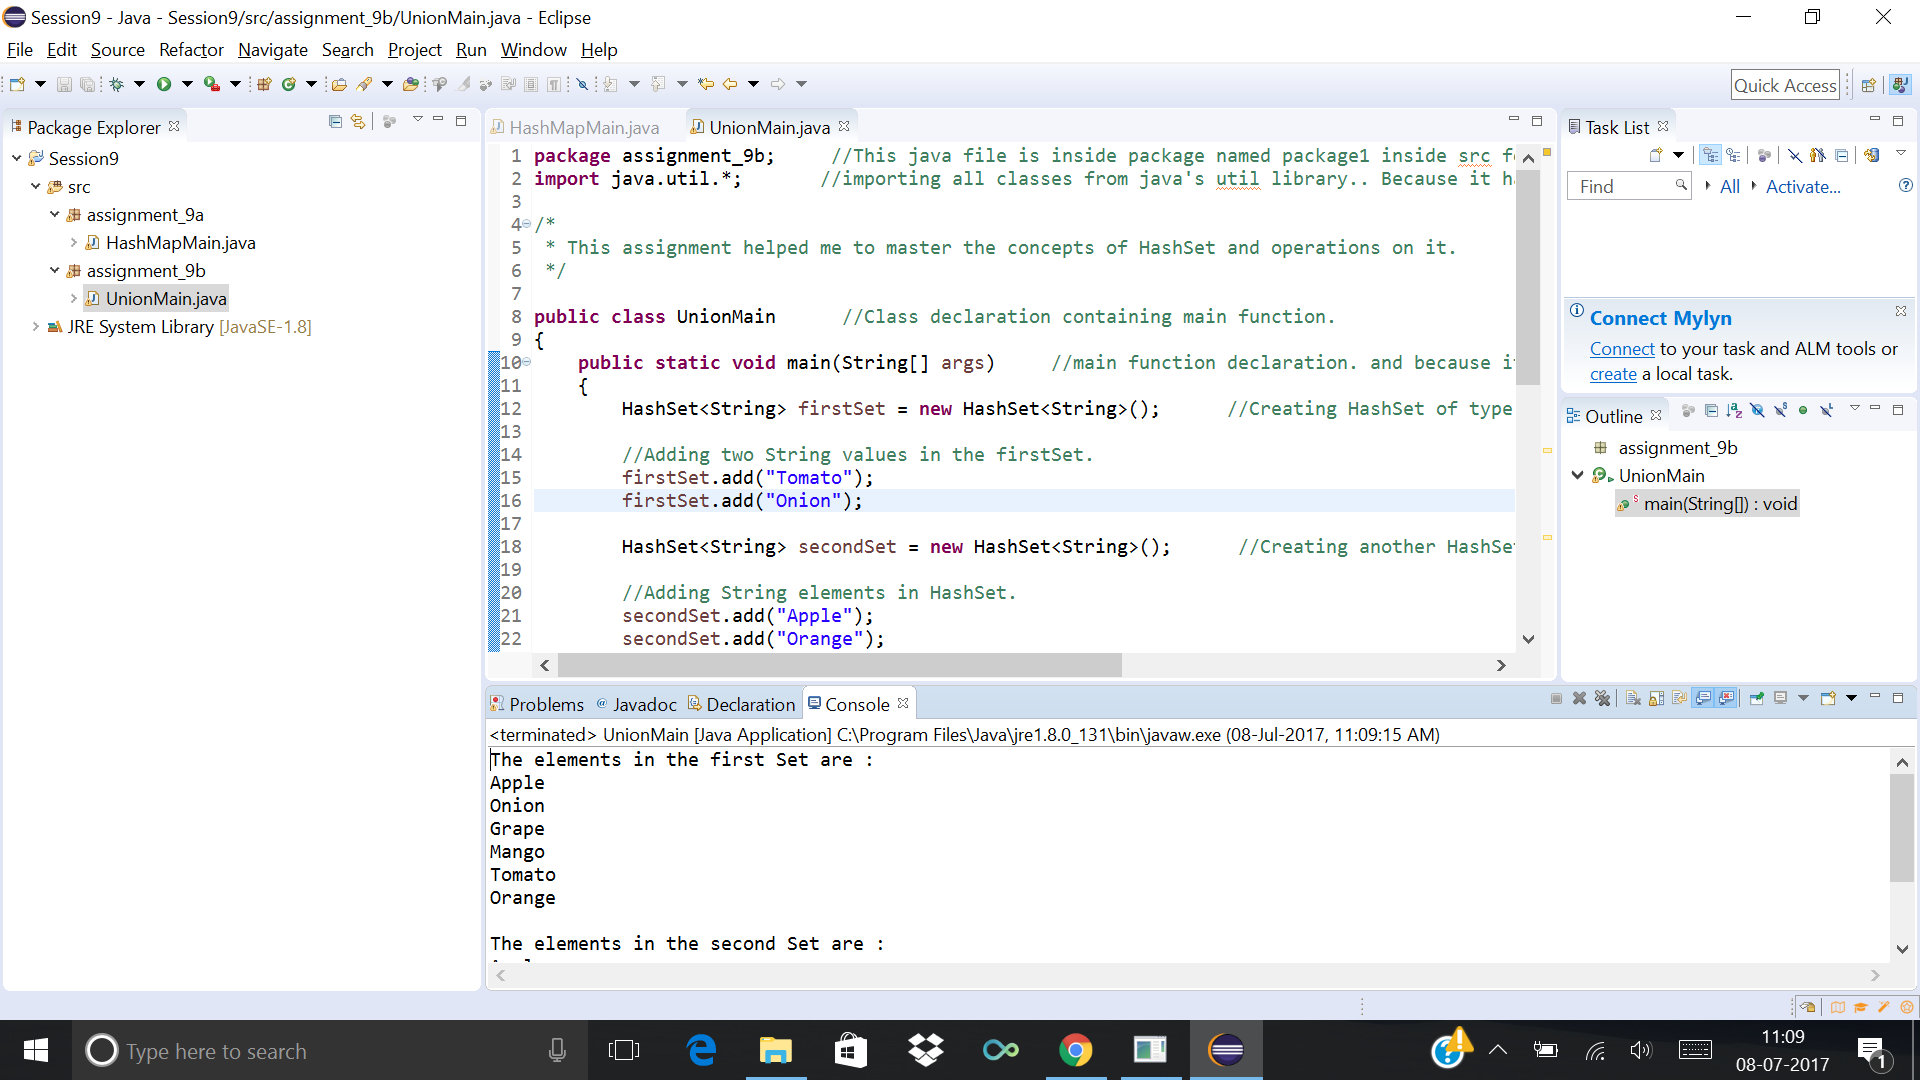 Session9 - Java - Session9/src/assignment_9b/UnionMain.java - Eclipse
File Edit Source Refactor Navigate Search Project Run Window Help
Quick Access
Package Explorer
Session9
src
assignment_9a
HashMapMain.java
assignment_9b
UnionMain.java
JRE System Library [JavaSE-1.8]
HashMapMain.java
UnionMain.java
1 package assignment_9b; //This java file is inside package named package1 inside src
2 import java.util.*; //importing all classes from java's util library.. Because it
3
4 /*
5 * This assignment helped me to master the concepts of HashSet and operations on it.
6 */
7
8 public class UnionMain //Class declaration containing main function.
9 {
10 public static void main(String[] args) //main function declaration. and because
11 {
12 HashSet<String> firstSet = new HashSet<String>(); //Creating HashSet of type
13
14 //Adding two String values in the firstSet.
15 firstSet.add("Tomato");
16 firstSet.add("Onion");
17
18 HashSet<String> secondSet = new HashSet<String>(); //Creating another HashSe
19
20 //Adding String elements in HashSet.
21 secondSet.add("Apple");
22 secondSet.add("Orange");
Task List
Find
All
Activate...
Connect Mylyn
Connect to your task and ALM tools or
create a local task.
Outline
assignment_9b
UnionMain
main(String[]) : void
Problems @ Javadoc Declaration Console
<terminated> UnionMain [Java Application] C:\Program Files\Java\jre1.8.0_131\bin\javaw.exe (08-Jul-2017, 11:09:15 AM)
The elements in the first Set are :
Apple
Onion
Grape
Mango
Tomato
Orange
The elements in the second Set are :
Type here to search
11:09
08-07-2017
1